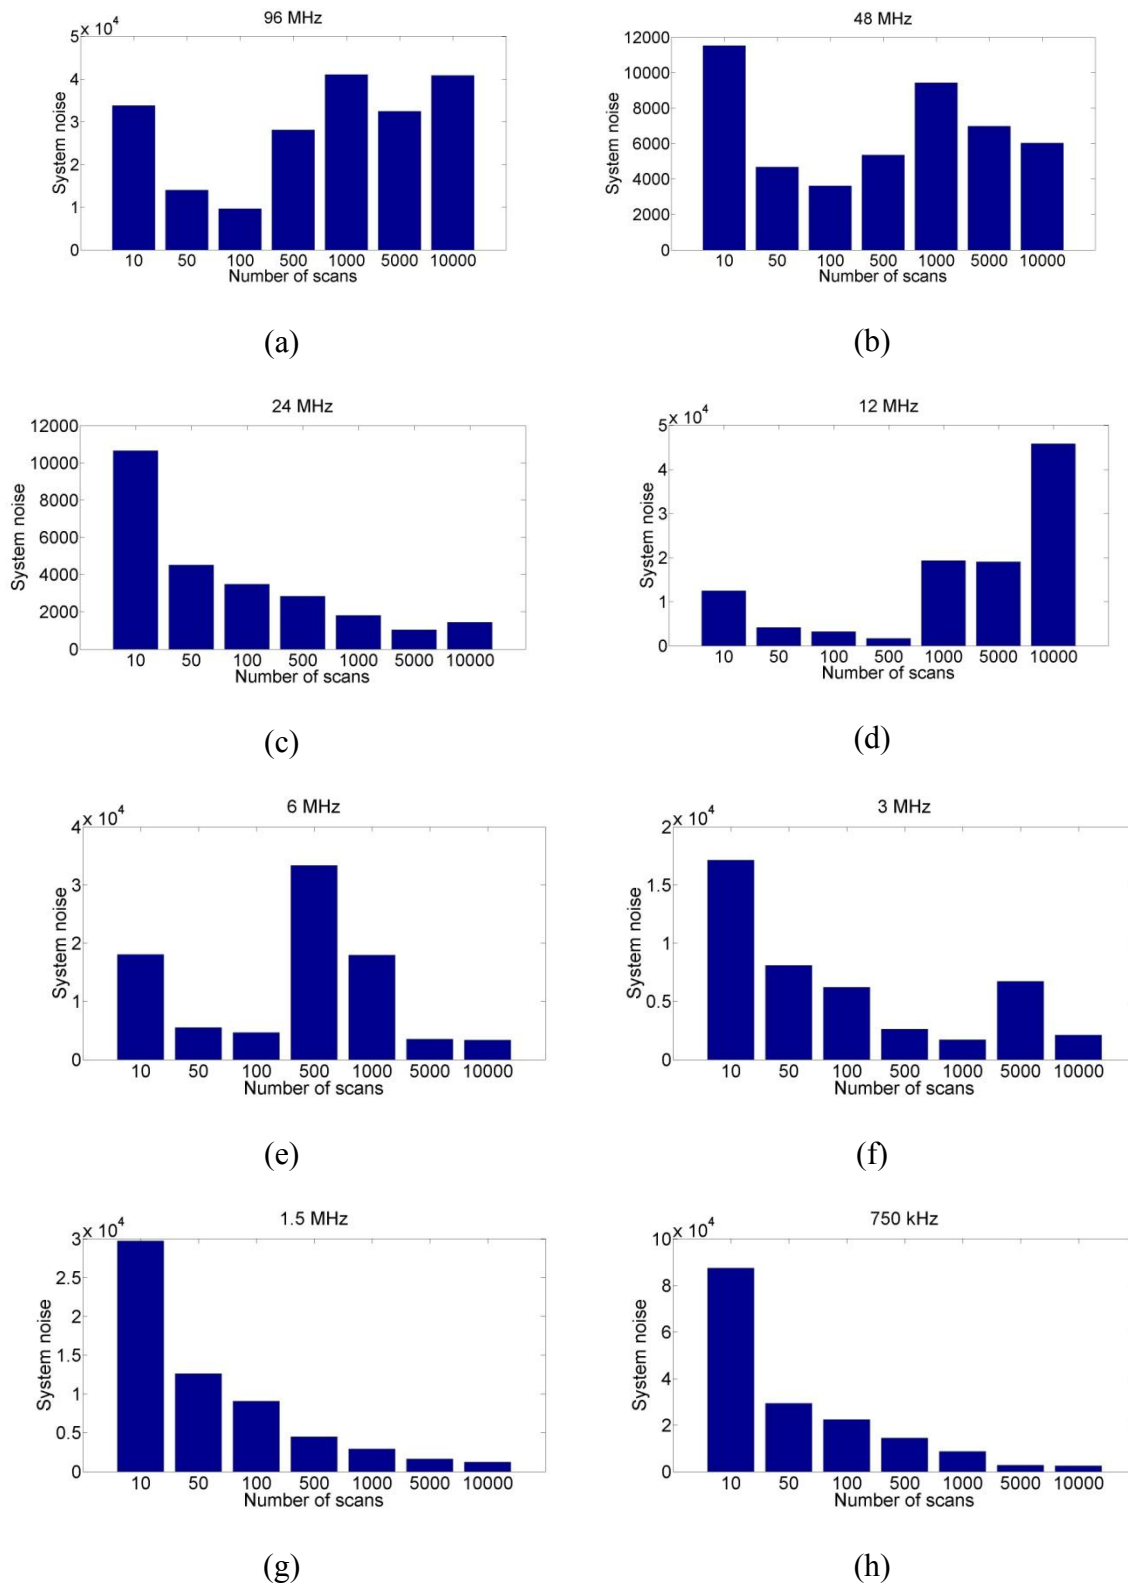 96 MHz
x 10^4
5
4
3
2
1
0
System noise
10 50 100 500 1000 5000 10000
Number of scans
(a)
48 MHz
12000
10000
8000
6000
4000
2000
0
System noise
10 50 100 500 1000 5000 10000
Number of scans
(b)
24 MHz
12000
10000
8000
6000
4000
2000
0
System noise
10 50 100 500 1000 5000 10000
Number of scans
(c)
12 MHz
x 10^4
5
4
3
2
1
0
System noise
10 50 100 500 1000 5000 10000
Number of scans
(d)
6 MHz
x 10^4
4
3
2
1
0
System noise
10 50 100 500 1000 5000 10000
Number of scans
(e)
3 MHz
x 10^4
2
1.5
1
0.5
0
System noise
10 50 100 500 1000 5000 10000
Number of scans
(f)
1.5 MHz
x 10^4
3
2.5
2
1.5
1
0.5
0
System noise
10 50 100 500 1000 5000 10000
Number of scans
(g)
750 kHz
x 10^4
10
8
6
4
2
0
System noise
10 50 100 500 1000 5000 10000
Number of scans
(h)